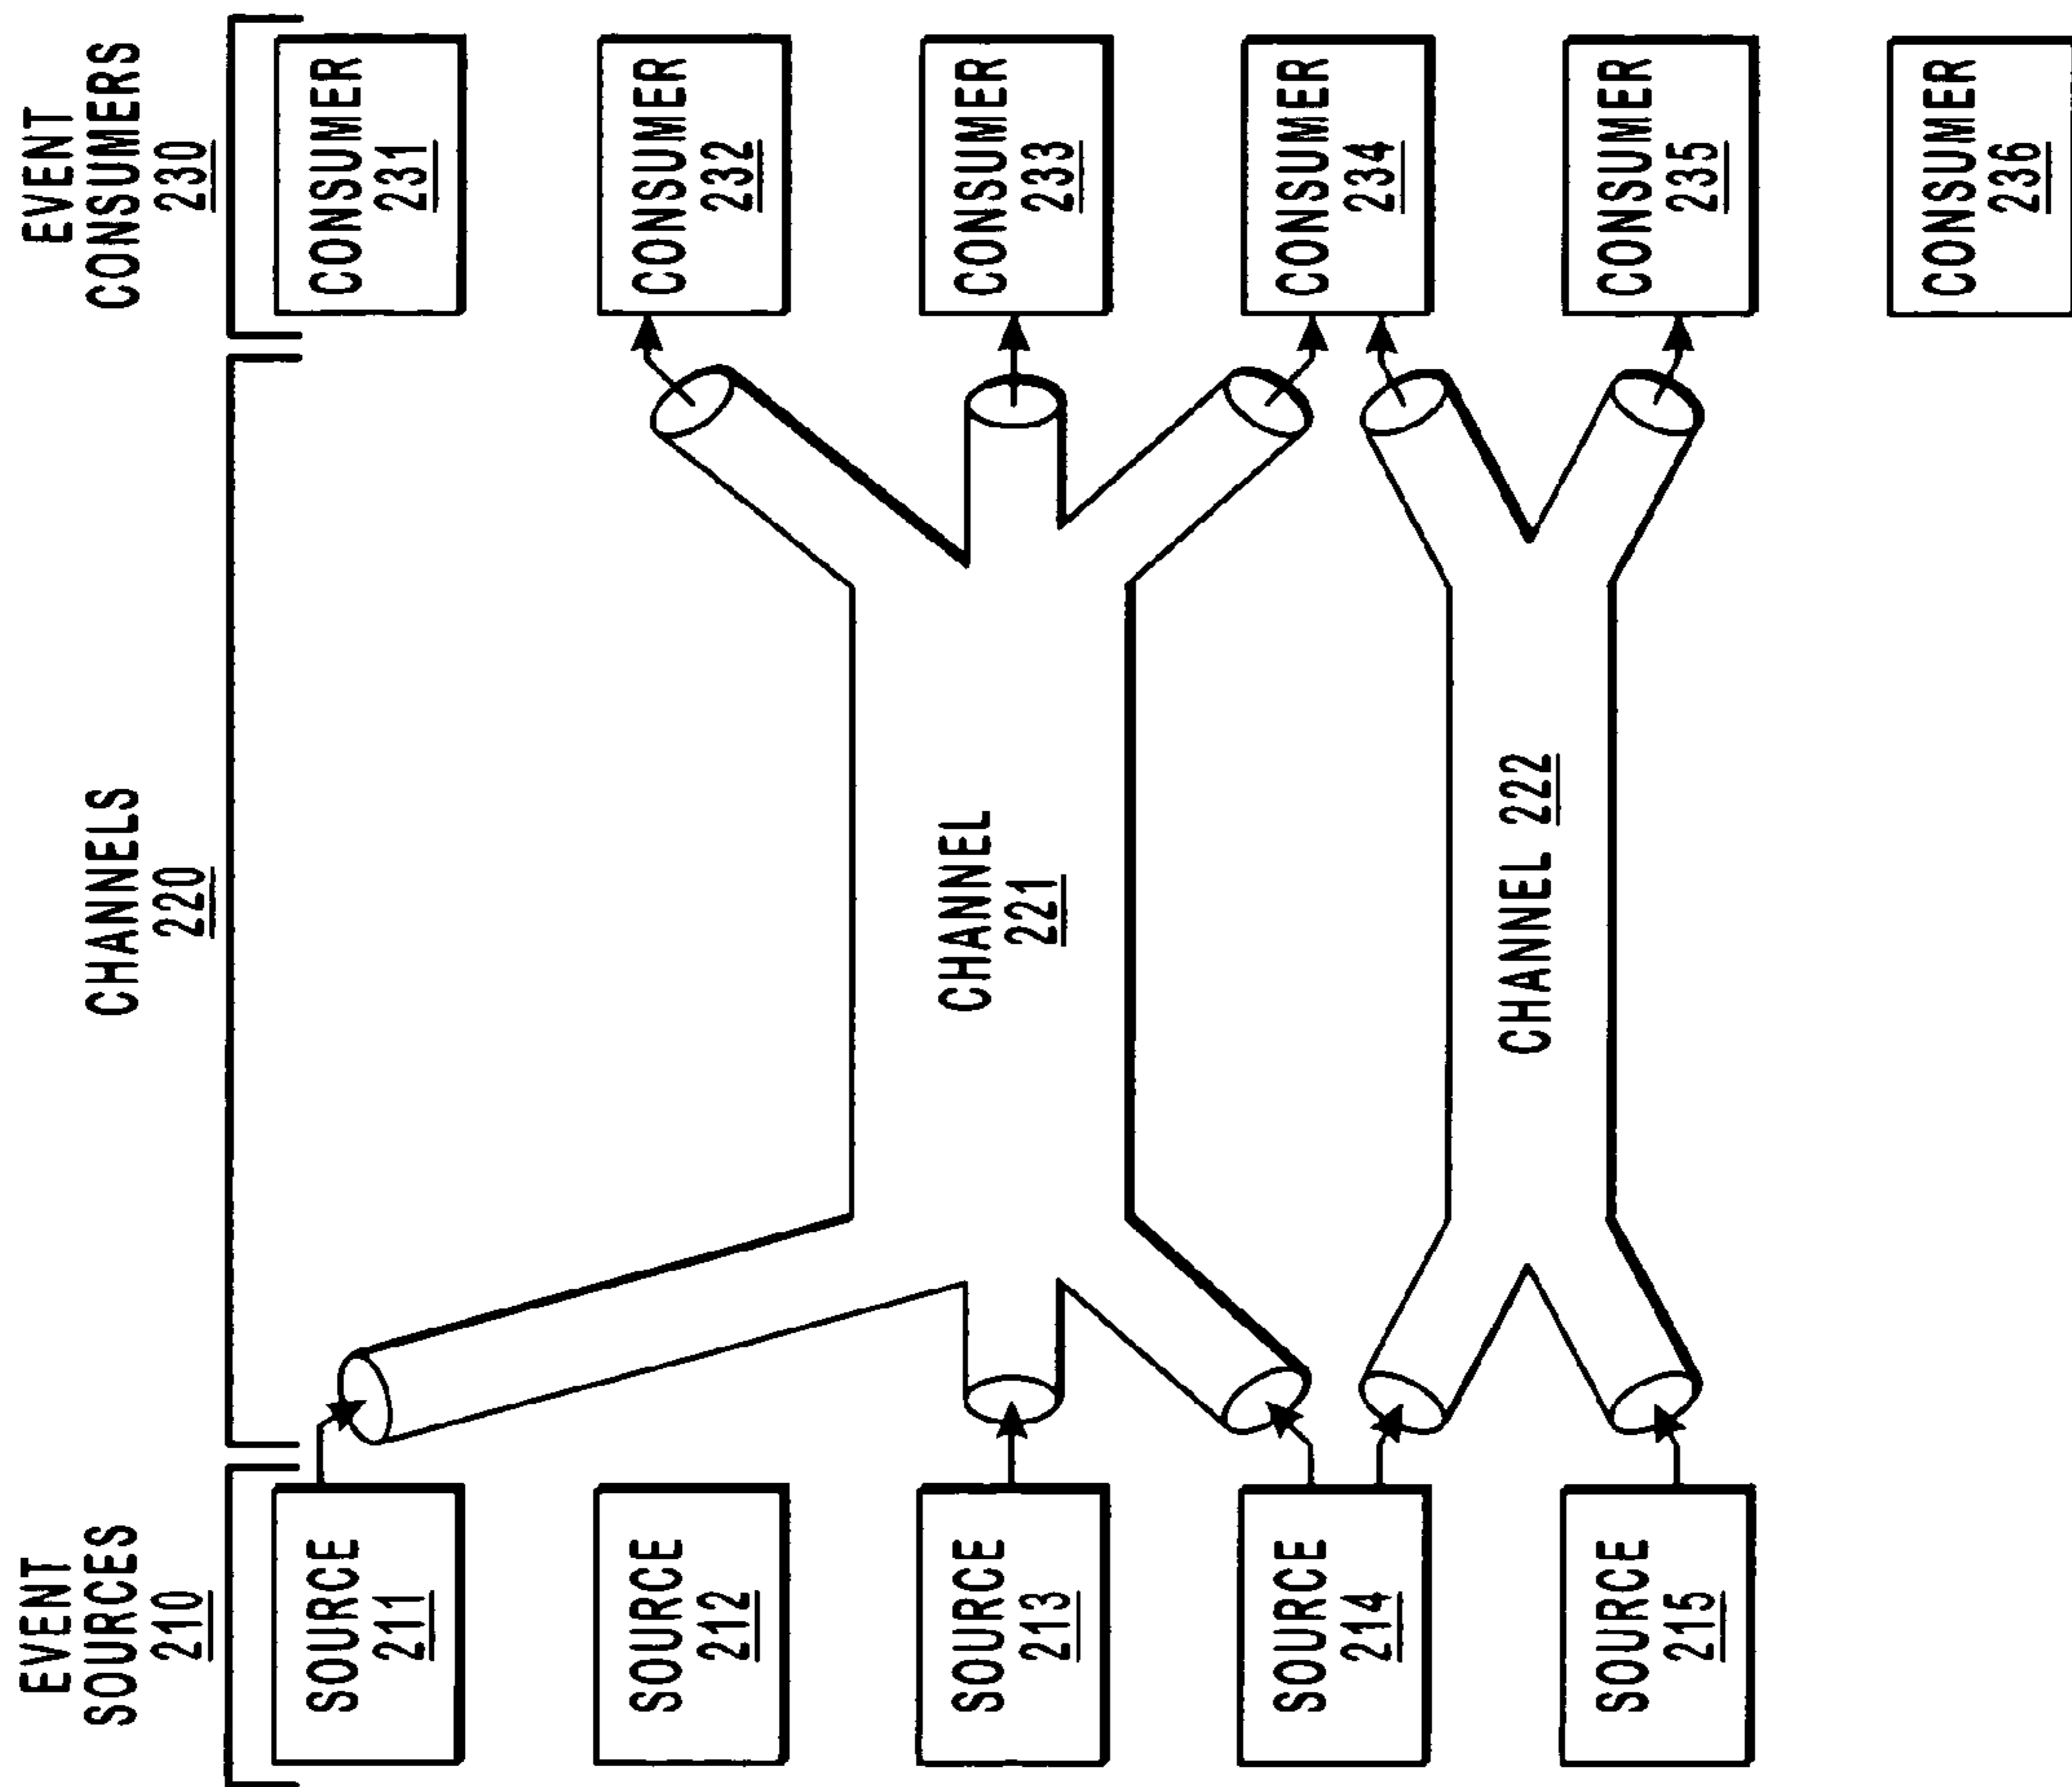 EVENT
SOURCES
210
CHANNELS
220
EVENT
CONSUMERS
230
SOURCE
211
SOURCE
212
SOURCE
213
SOURCE
214
SOURCE
215
CHANNEL
221
CHANNEL 222
CONSUMER
231
CONSUMER
232
CONSUMER
233
CONSUMER
234
CONSUMER
235
CONSUMER
236